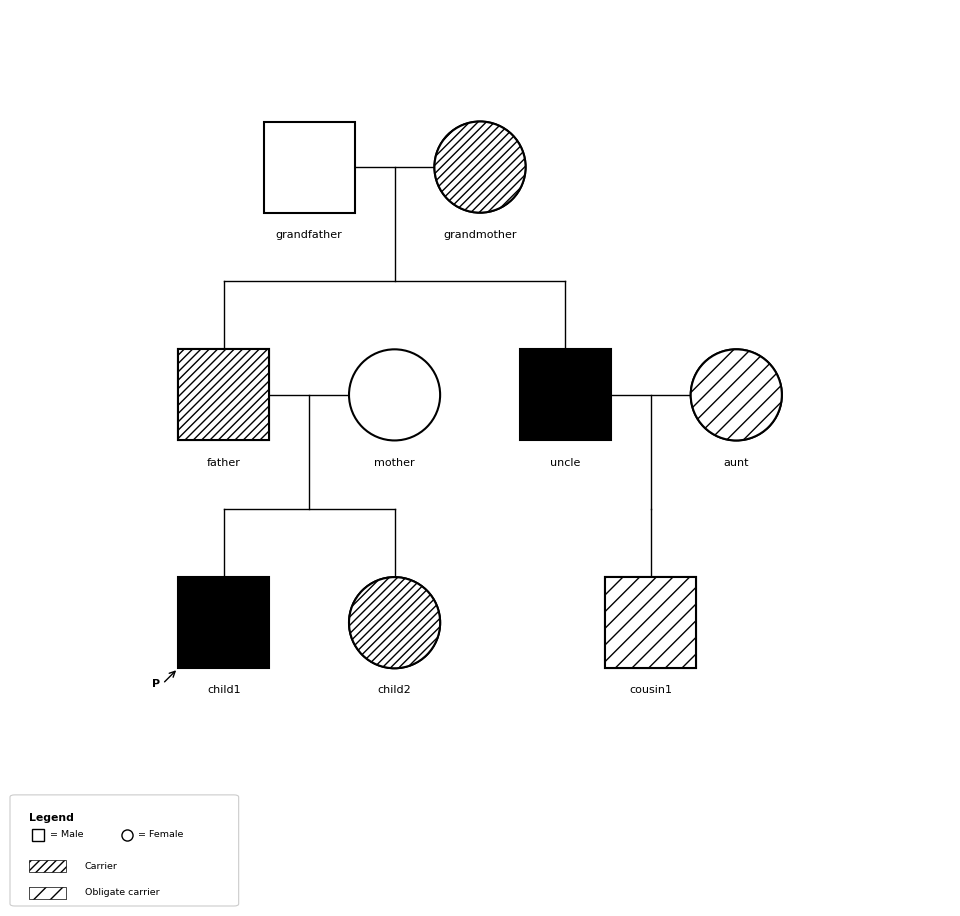 grandfather grandmother
father mother uncle aunt
P
child1 child2 cousin1
Legend
= Male = Female
Carrier
Obligate carrier